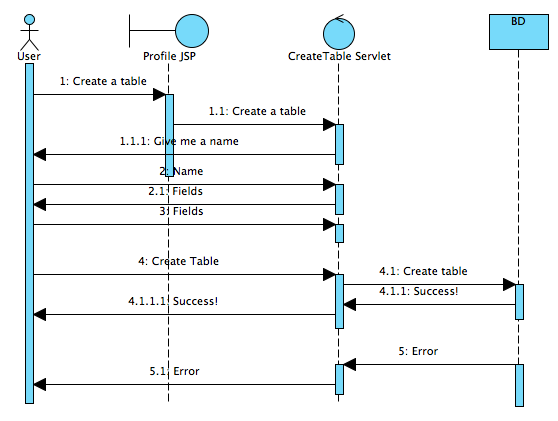 BD
User
Profile JSP
CreateTable Servlet
1: Create a table
1.1: Create a table
1.1.1: Give me a name
2: Name
2.1: Fields
3: Fields
4: Create Table
4.1: Create table
4.1.1: Success!
4.1.1.1: Success!
5: Error
5.1: Error